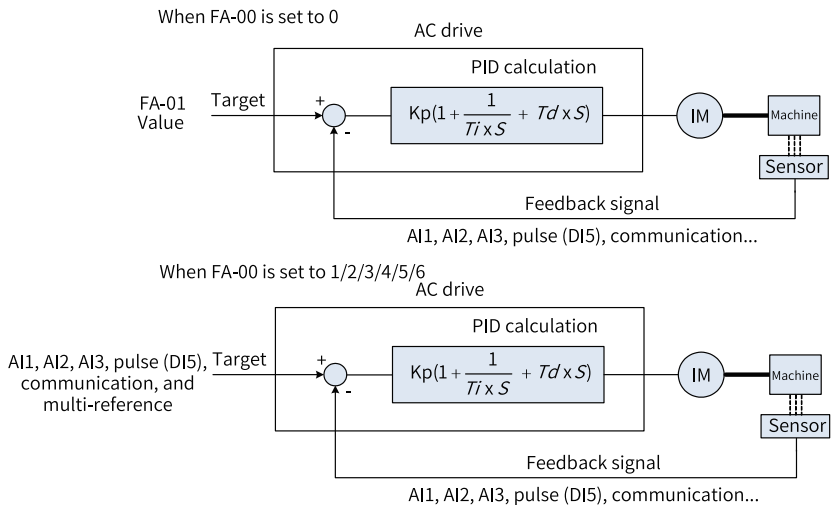 When FA-00 is set to 0
AC drive
PID calculation
FA-01
Value
Target
+
-
Kp(1 + 1/(Ti x S) + Td x S)
IM
Machine
Sensor
Feedback signal
AI1, AI2, AI3, pulse (DI5), communication...
When FA-00 is set to 1/2/3/4/5/6
AC drive
PID calculation
AI1, AI2, AI3, pulse (DI5),
communication, and
multi-reference
Target
+
-
Kp(1 + 1/(Ti x S) + Td x S)
IM
Machine
Sensor
Feedback signal
AI1, AI2, AI3, pulse (DI5), communication...